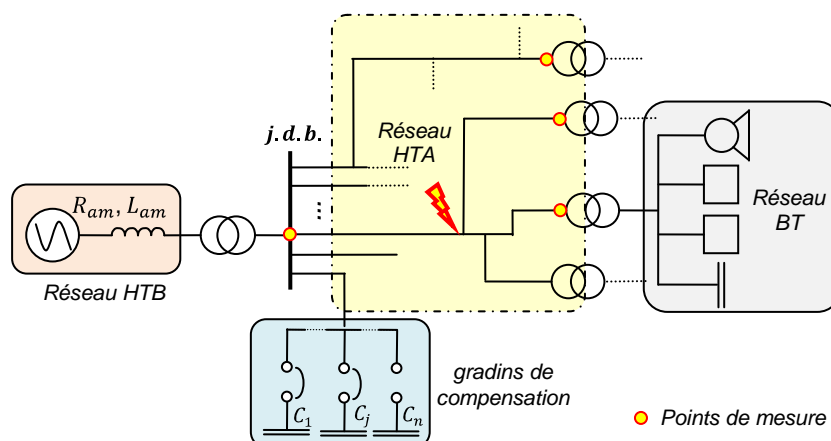 j.d.b.
Réseau
HTA
R_am, L_am
...
Réseau
BT
Réseau HTB
C_1
C_j
C_n
gradins de
compensation
Points de mesure